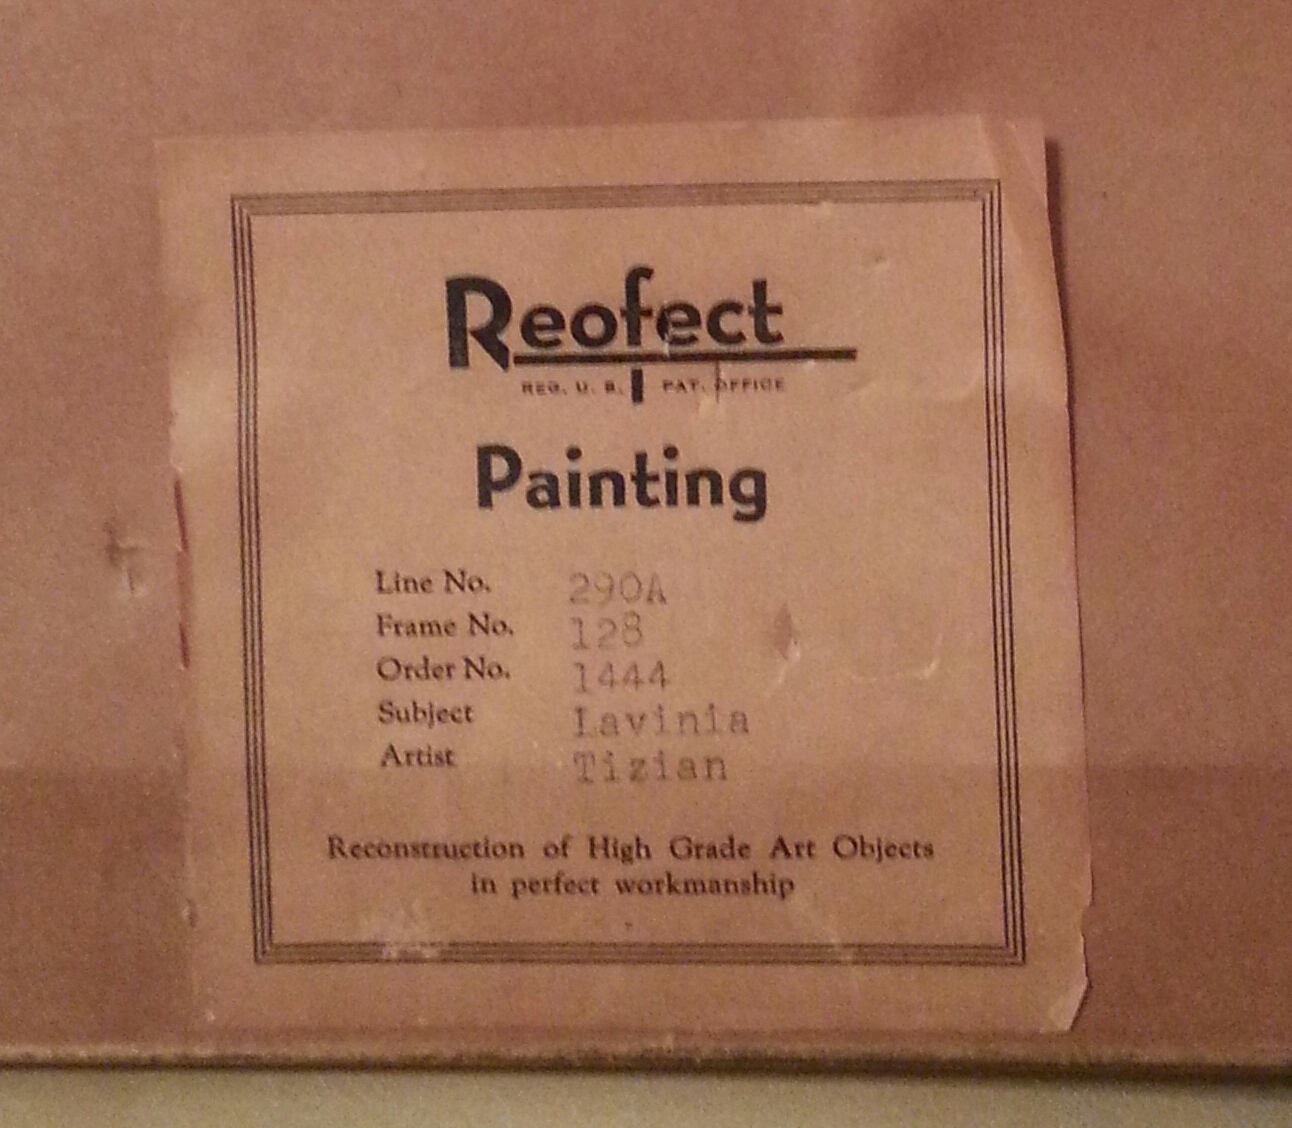 Reofect
REG. U. S. PAT. OFFICE
Painting
Line No. 290A
Frame No. 128
Order No. 1444
Subject Lavinia
Artist Tizian
Reconstruction of High Grade Art Objects
in perfect workmanship